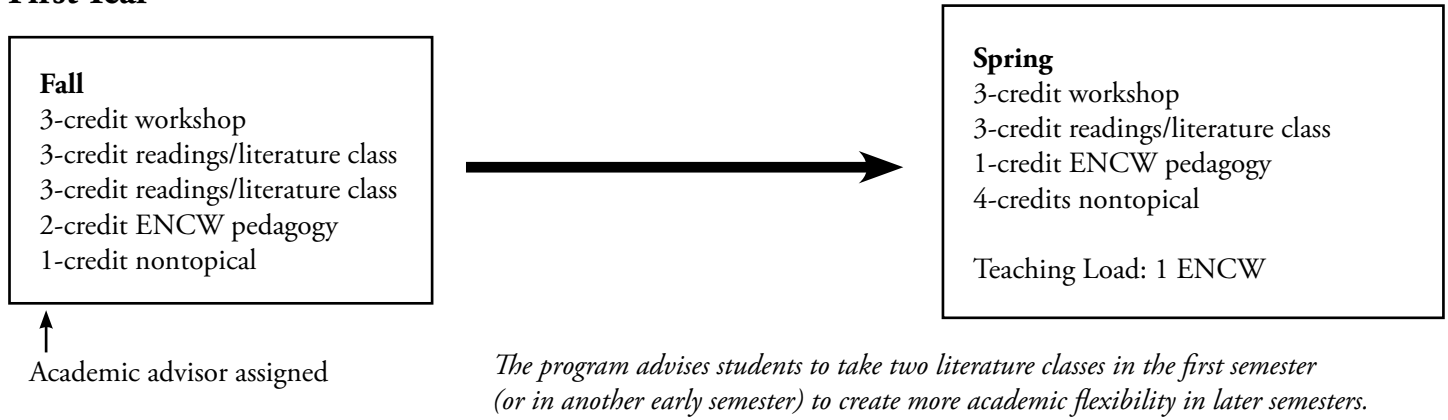 First Year
Fall
3-credit workshop
3-credit readings/literature class
3-credit readings/literature class
2-credit ENCW pedagogy
1-credit nontopical
Academic advisor assigned
Spring
3-credit workshop
3-credit readings/literature class
1-credit ENCW pedagogy
4-credits nontopical
Teaching Load: 1 ENCW
The program advises students to take two literature classes in the first semester
(or in another early semester) to create more academic flexibility in later semesters.